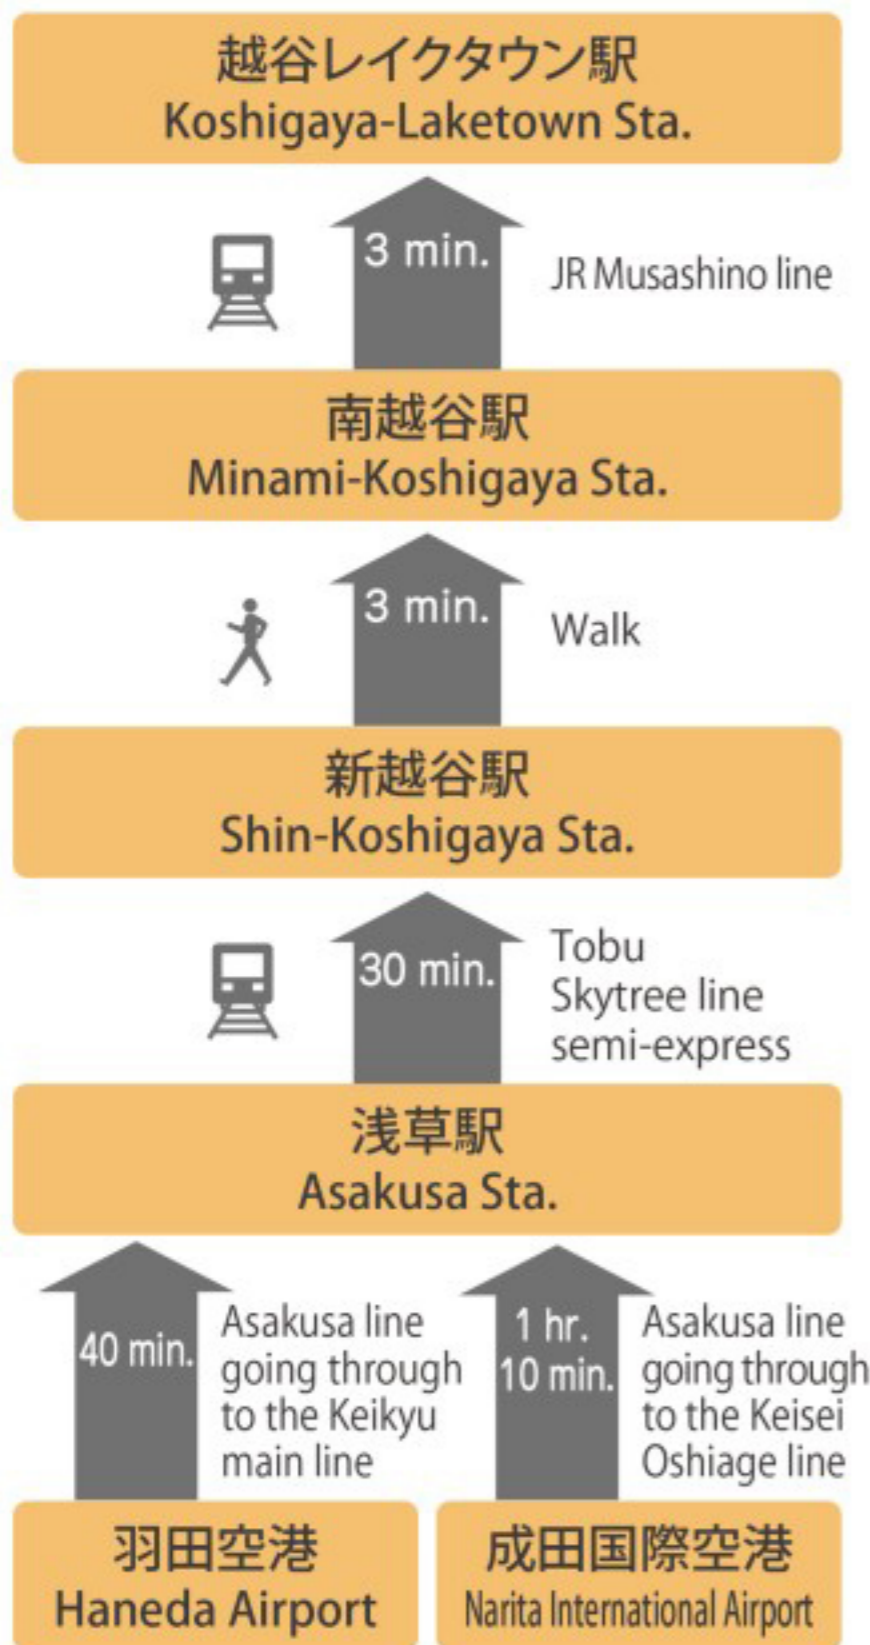 越谷レイクタウン駅
Koshigaya-Laketown Sta.
3 min.
JR Musashino line
南越谷駅
Minami-Koshigaya Sta.
3 min.
Walk
新越谷駅
Shin-Koshigaya Sta.
30 min.
Tobu
Skytree line
semi-express
浅草駅
Asakusa Sta.
40 min.
Asakusa line
going through
to the Keikyu
main line
1 hr.
10 min.
Asakusa line
going through
to the Keisei
Oshiage line
羽田空港
Haneda Airport
成田国際空港
Narita International Airport